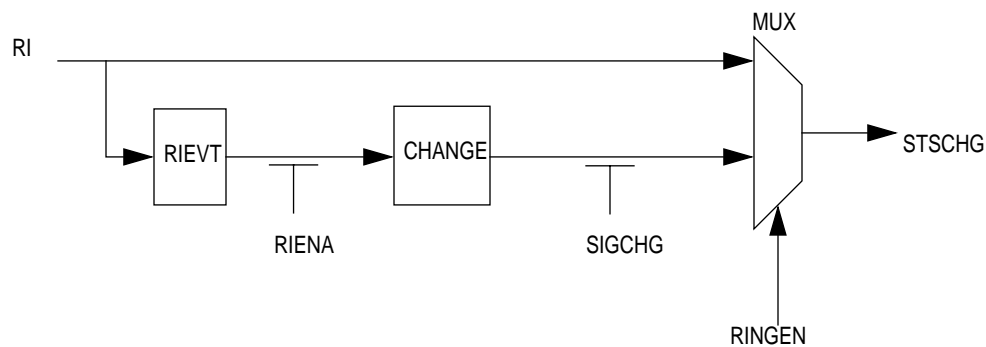 MUX
RI
RIEVT
CHANGE
STSCHG
RIENA
SIGCHG
RINGEN